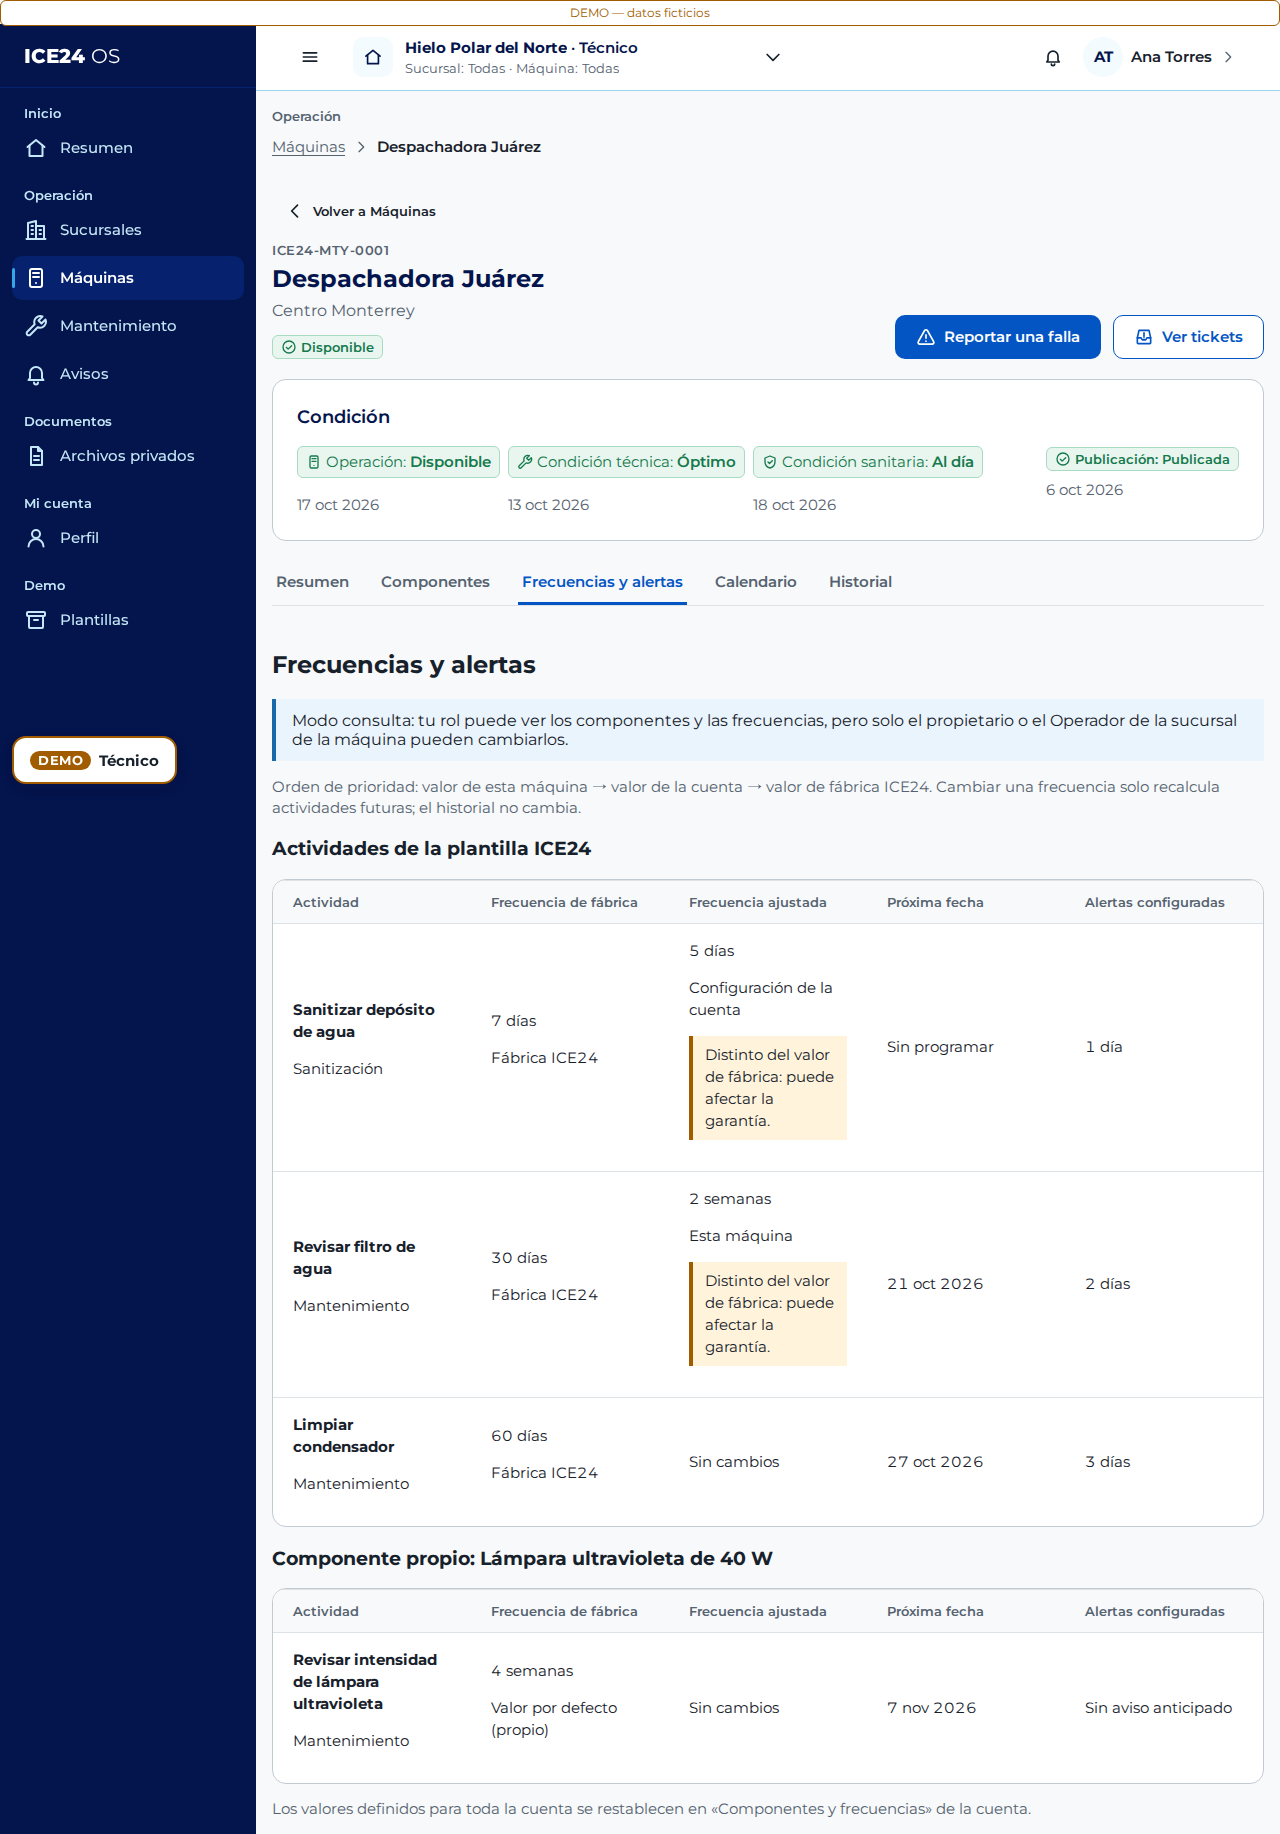 DEMO — datos ficticios
ICE24 OS
Inicio
Resumen
Operación
Sucursales
Máquinas
Mantenimiento
Avisos
Documentos
Archivos privados
Mi cuenta
Perfil
Demo
Plantillas
DEMO Técnico
Hielo Polar del Norte · Técnico
Sucursal: Todas · Máquina: Todas
AT Ana Torres
Operación
Máquinas > Despachadora Juárez
Volver a Máquinas
ICE24-MTY-0001
Despachadora Juárez
Centro Monterrey
Disponible
Reportar una falla
Ver tickets
Condición
Operación: Disponible
17 oct 2026
Condición técnica: Óptimo
13 oct 2026
Condición sanitaria: Al día
18 oct 2026
Publicación: Publicada
6 oct 2026
Resumen
Componentes
Frecuencias y alertas
Calendario
Historial
Frecuencias y alertas
Modo consulta: tu rol puede ver los componentes y las frecuencias, pero solo el propietario o el Operador de la sucursal
de la máquina pueden cambiarlos.
Orden de prioridad: valor de esta máquina → valor de la cuenta → valor de fábrica ICE24. Cambiar una frecuencia solo recalcula
actividades futuras; el historial no cambia.
Actividades de la plantilla ICE24
Actividad
Frecuencia de fábrica
Frecuencia ajustada
Próxima fecha
Alertas configuradas
Sanitizar depósito
de agua
Sanitización
7 días
Fábrica ICE24
5 días
Configuración de la
cuenta
Distinto del valor
de fábrica: puede
afectar la
garantía.
Sin programar
1 día
Revisar filtro de
agua
Mantenimiento
30 días
Fábrica ICE24
2 semanas
Esta máquina
Distinto del valor
de fábrica: puede
afectar la
garantía.
21 oct 2026
2 días
Limpiar
condensador
Mantenimiento
60 días
Fábrica ICE24
Sin cambios
27 oct 2026
3 días
Componente propio: Lámpara ultravioleta de 40 W
Actividad
Frecuencia de fábrica
Frecuencia ajustada
Próxima fecha
Alertas configuradas
Revisar intensidad
de lámpara
ultravioleta
Mantenimiento
4 semanas
Valor por defecto
(propio)
Sin cambios
7 nov 2026
Sin aviso anticipado
Los valores definidos para toda la cuenta se restablecen en «Componentes y frecuencias» de la cuenta.